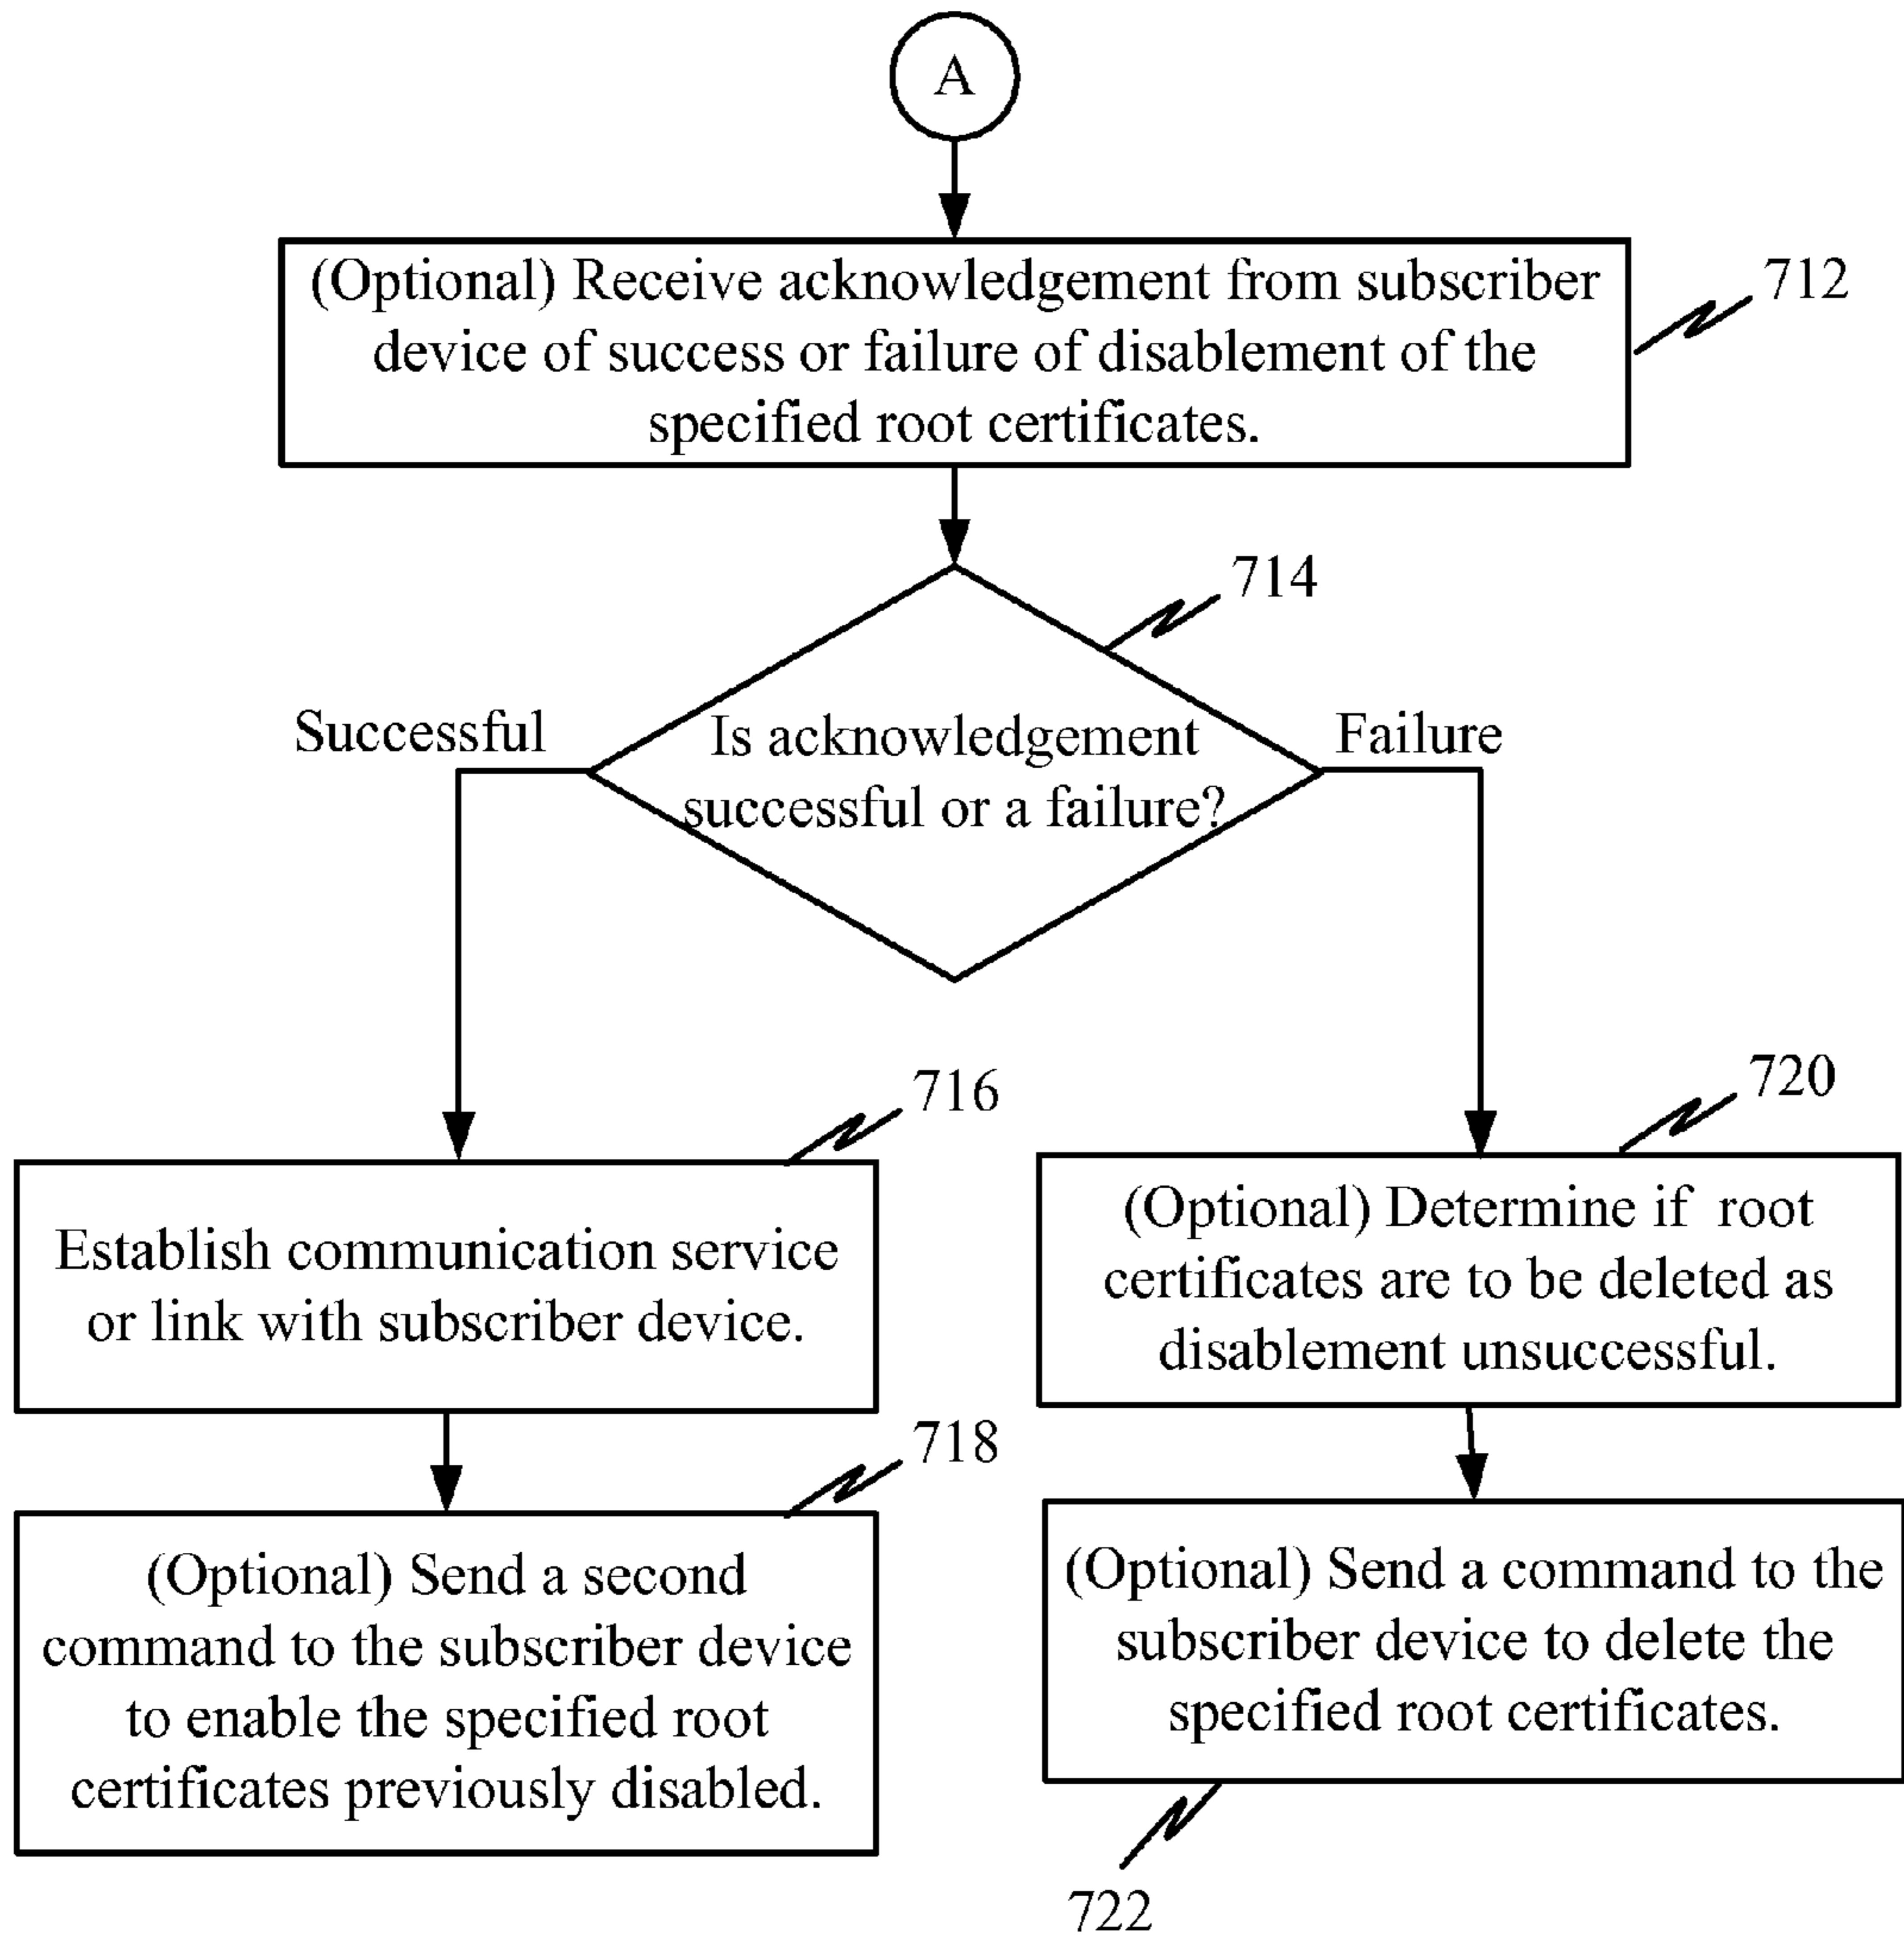 A
(Optional) Receive acknowledgement from subscriber
device of success or failure of disablement of the
specified root certificates.
712
714
Successful
Is acknowledgement
successful or a failure?
Failure
716
Establish communication service
or link with subscriber device.
720
(Optional) Determine if root
certificates are to be deleted as
disablement unsuccessful.
718
(Optional) Send a second
command to the subscriber device
to enable the specified root
certificates previously disabled.
(Optional) Send a command to the
subscriber device to delete the
specified root certificates.
722